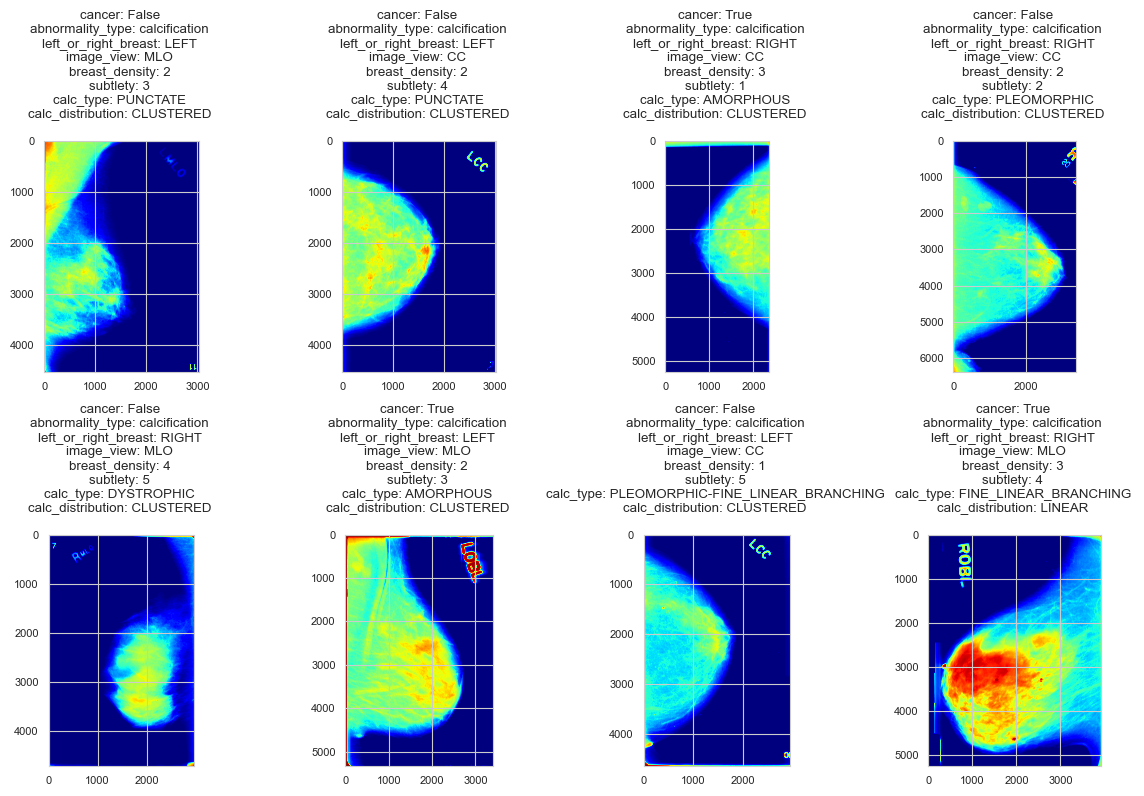 cancer: False
abnormality_type: calcification
left_or_right_breast: LEFT
image_view: MLO
breast_density: 2
subtlety: 3
calc_type: PUNCTATE
calc_distribution: CLUSTERED
0
1000
2000
3000
4000
0
1000
2000
3000
cancer: False
abnormality_type: calcification
left_or_right_breast: LEFT
image_view: CC
breast_density: 2
subtlety: 4
calc_type: PUNCTATE
calc_distribution: CLUSTERED
LCC
0
1000
2000
3000
4000
0
1000
2000
3000
cancer: True
abnormality_type: calcification
left_or_right_breast: RIGHT
image_view: CC
breast_density: 3
subtlety: 1
calc_type: AMORPHOUS
calc_distribution: CLUSTERED
0
1000
2000
3000
4000
5000
0
1000
2000
cancer: False
abnormality_type: calcification
left_or_right_breast: RIGHT
image_view: CC
breast_density: 2
subtlety: 2
calc_type: PLEOMORPHIC
calc_distribution: CLUSTERED
0
1000
2000
3000
4000
5000
6000
0
2000
cancer: False
abnormality_type: calcification
left_or_right_breast: RIGHT
image_view: MLO
breast_density: 4
subtlety: 5
calc_type: DYSTROPHIC
calc_distribution: CLUSTERED
0
1000
2000
3000
4000
0
1000
2000
cancer: True
abnormality_type: calcification
left_or_right_breast: LEFT
image_view: MLO
breast_density: 2
subtlety: 3
calc_type: AMORPHOUS
calc_distribution: CLUSTERED
0
1000
2000
3000
4000
5000
0
1000
2000
3000
cancer: False
abnormality_type: calcification
left_or_right_breast: LEFT
image_view: CC
breast_density: 1
subtlety: 5
calc_type: PLEOMORPHIC-FINE_LINEAR_BRANCHING
calc_distribution: CLUSTERED
LCC
0
1000
2000
3000
4000
0
2000
cancer: True
abnormality_type: calcification
left_or_right_breast: RIGHT
image_view: MLO
breast_density: 3
subtlety: 4
calc_type: FINE_LINEAR_BRANCHING
calc_distribution: LINEAR
0
1000
2000
3000
4000
5000
0
1000
2000
3000